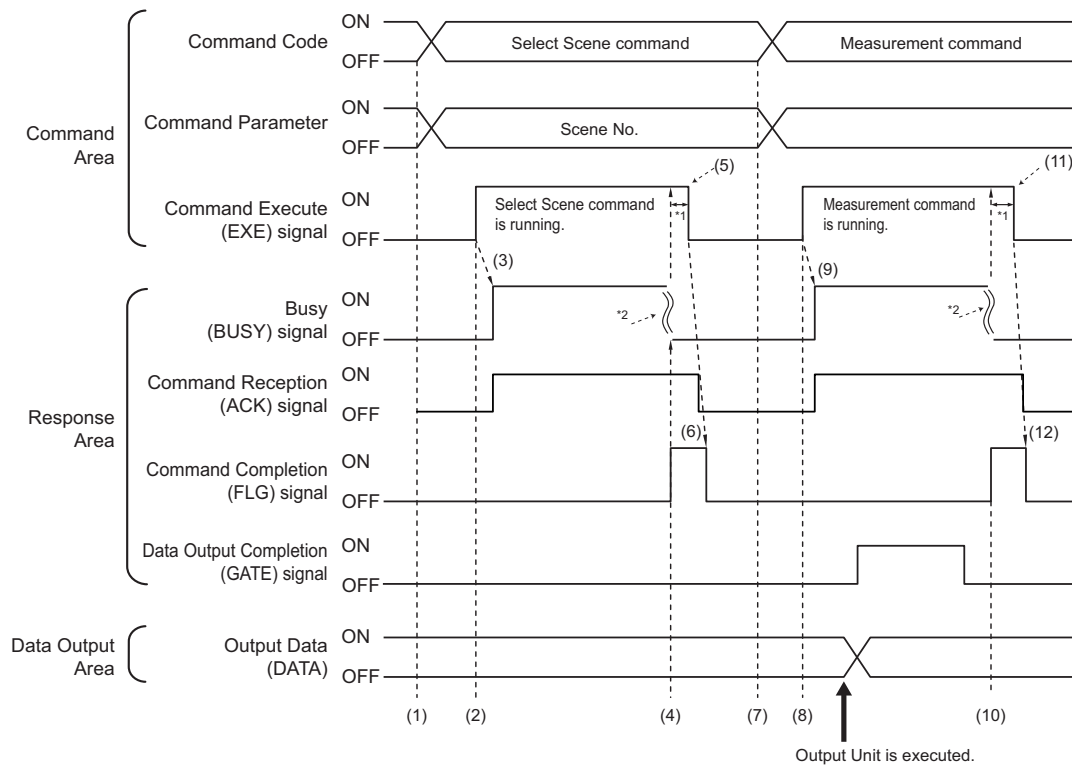 Command Area
Command Code
ON
OFF
Select Scene command
Measurement command
Command Parameter
ON
OFF
Scene No.
Command Execute
(EXE) signal
ON
OFF
Select Scene command
is running.
*1
(5)
Measurement command
is running.
*1
(11)
Response
Area
Busy
(BUSY) signal
ON
OFF
(3)
*2
(9)
*2
Command Reception
(ACK) signal
ON
OFF
Command Completion
(FLG) signal
ON
OFF
(6)
(12)
Data Output Completion
(GATE) signal
ON
OFF
Data Output
Area
Output Data
(DATA)
ON
OFF
(1)
(2)
(4)
(7)
(8)
(10)
Output Unit is executed.